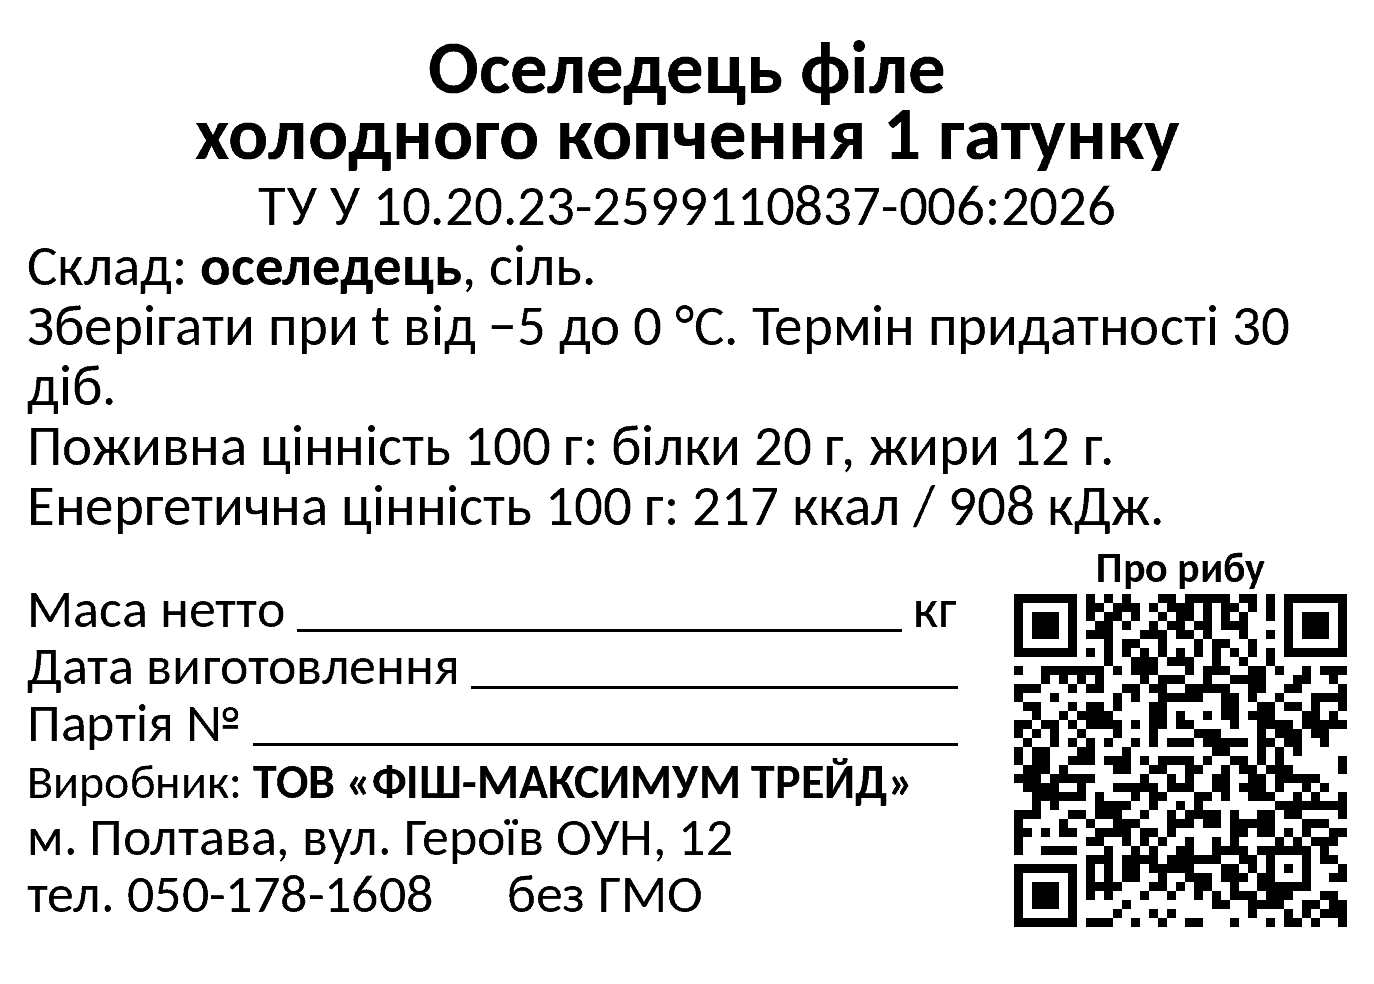 Оселедець філе
холодного копчення 1 гатунку
ТУ У 10.20.23-2599110837-006:2026
Склад: оселедець, сіль.
Зберігати при t від −5 до 0 °C. Термін придатності 30
діб.
Поживна цінність 100 г: білки 20 г, жири 12 г.
Енергетична цінність 100 г: 217 ккал / 908 кДж.
Про рибу
Маса нетто ______________________ кг
Дата виготовлення __________________
Партія № __________________________
Виробник: ТОВ «ФІШ-МАКСИМУМ ТРЕЙД»
м. Полтава, вул. Героїв ОУН, 12
тел. 050-178-1608 без ГМО